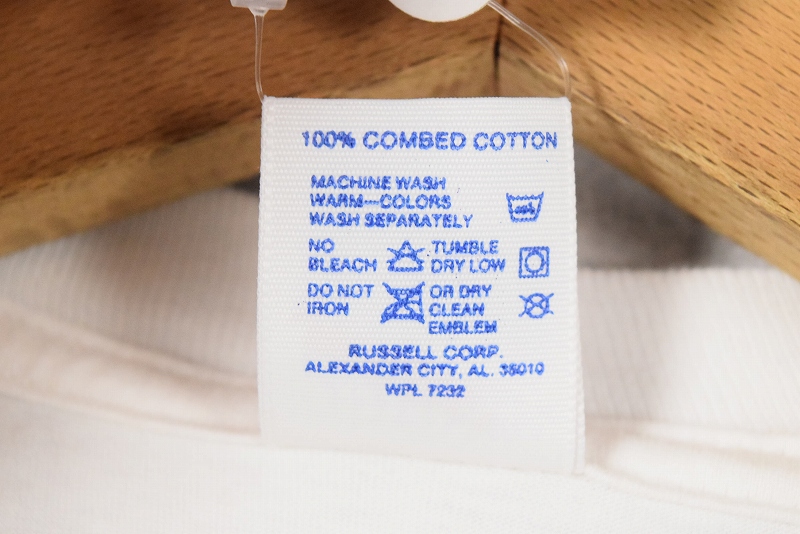 100% COMBED COTTON
MACHINE WASH
WARM—COLORS
WASH SEPARATELY
NO
BLEACH
TUMBLE
DRY LOW
DO NOT
IRON
OR DRY
CLEAN
EMBLEM
RUSSELL CORP.
ALEXANDER CITY, AL. 35010
WPL 7232